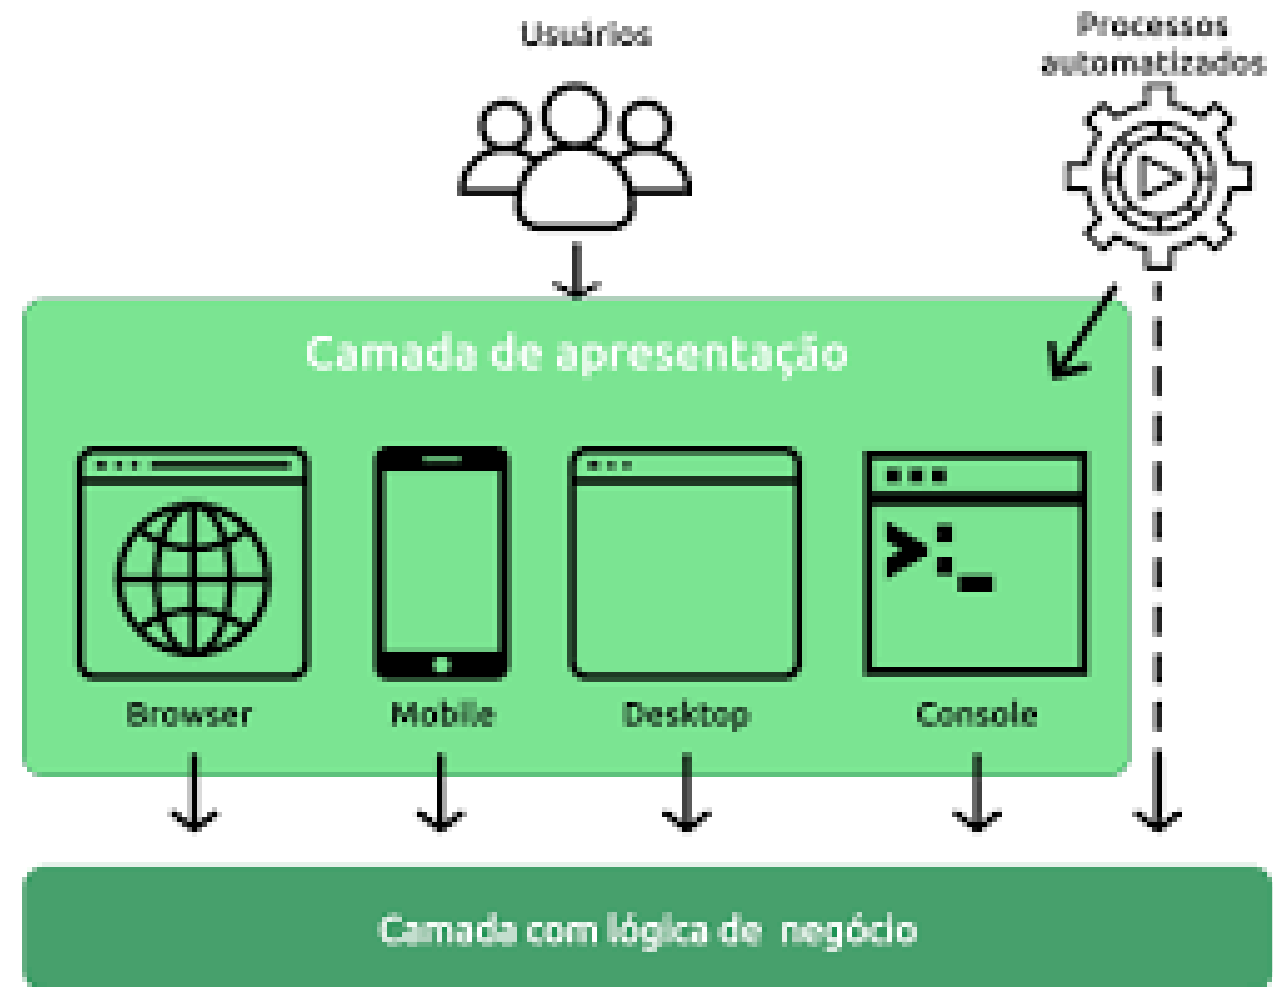 Usuários
Processos
automatizados
Camada de apresentação
>:_
Browser
Mobile
Desktop
Console
Camada com lógica de negócio